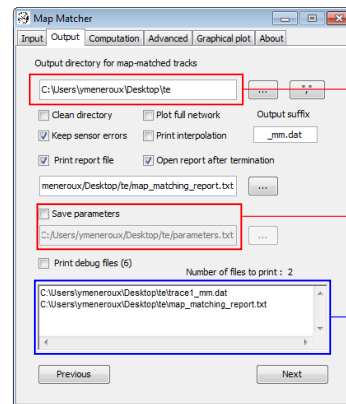 Map Matcher
Input Output Computation Advanced Graphical plot About
Output directory for map-matched tracks
C:\Users\ymeneroux\Desktop\te ... ","
Clean directory Plot full network Output suffix
Keep sensor errors Print interpolation _mm.dat
Print report file Open report after termination
meneroux/Desktop/te/map_matching_report.txt ...
Save parameters
C:/Users/ymeneroux/Desktop/te/parameters.txt ...
Print debug files (6)
Number of files to print : 2
C:\Users\ymeneroux\Desktop\te\trace1_mm.dat
C:\Users\ymeneroux\Desktop\te\map_matching_report.txt
Previous Next